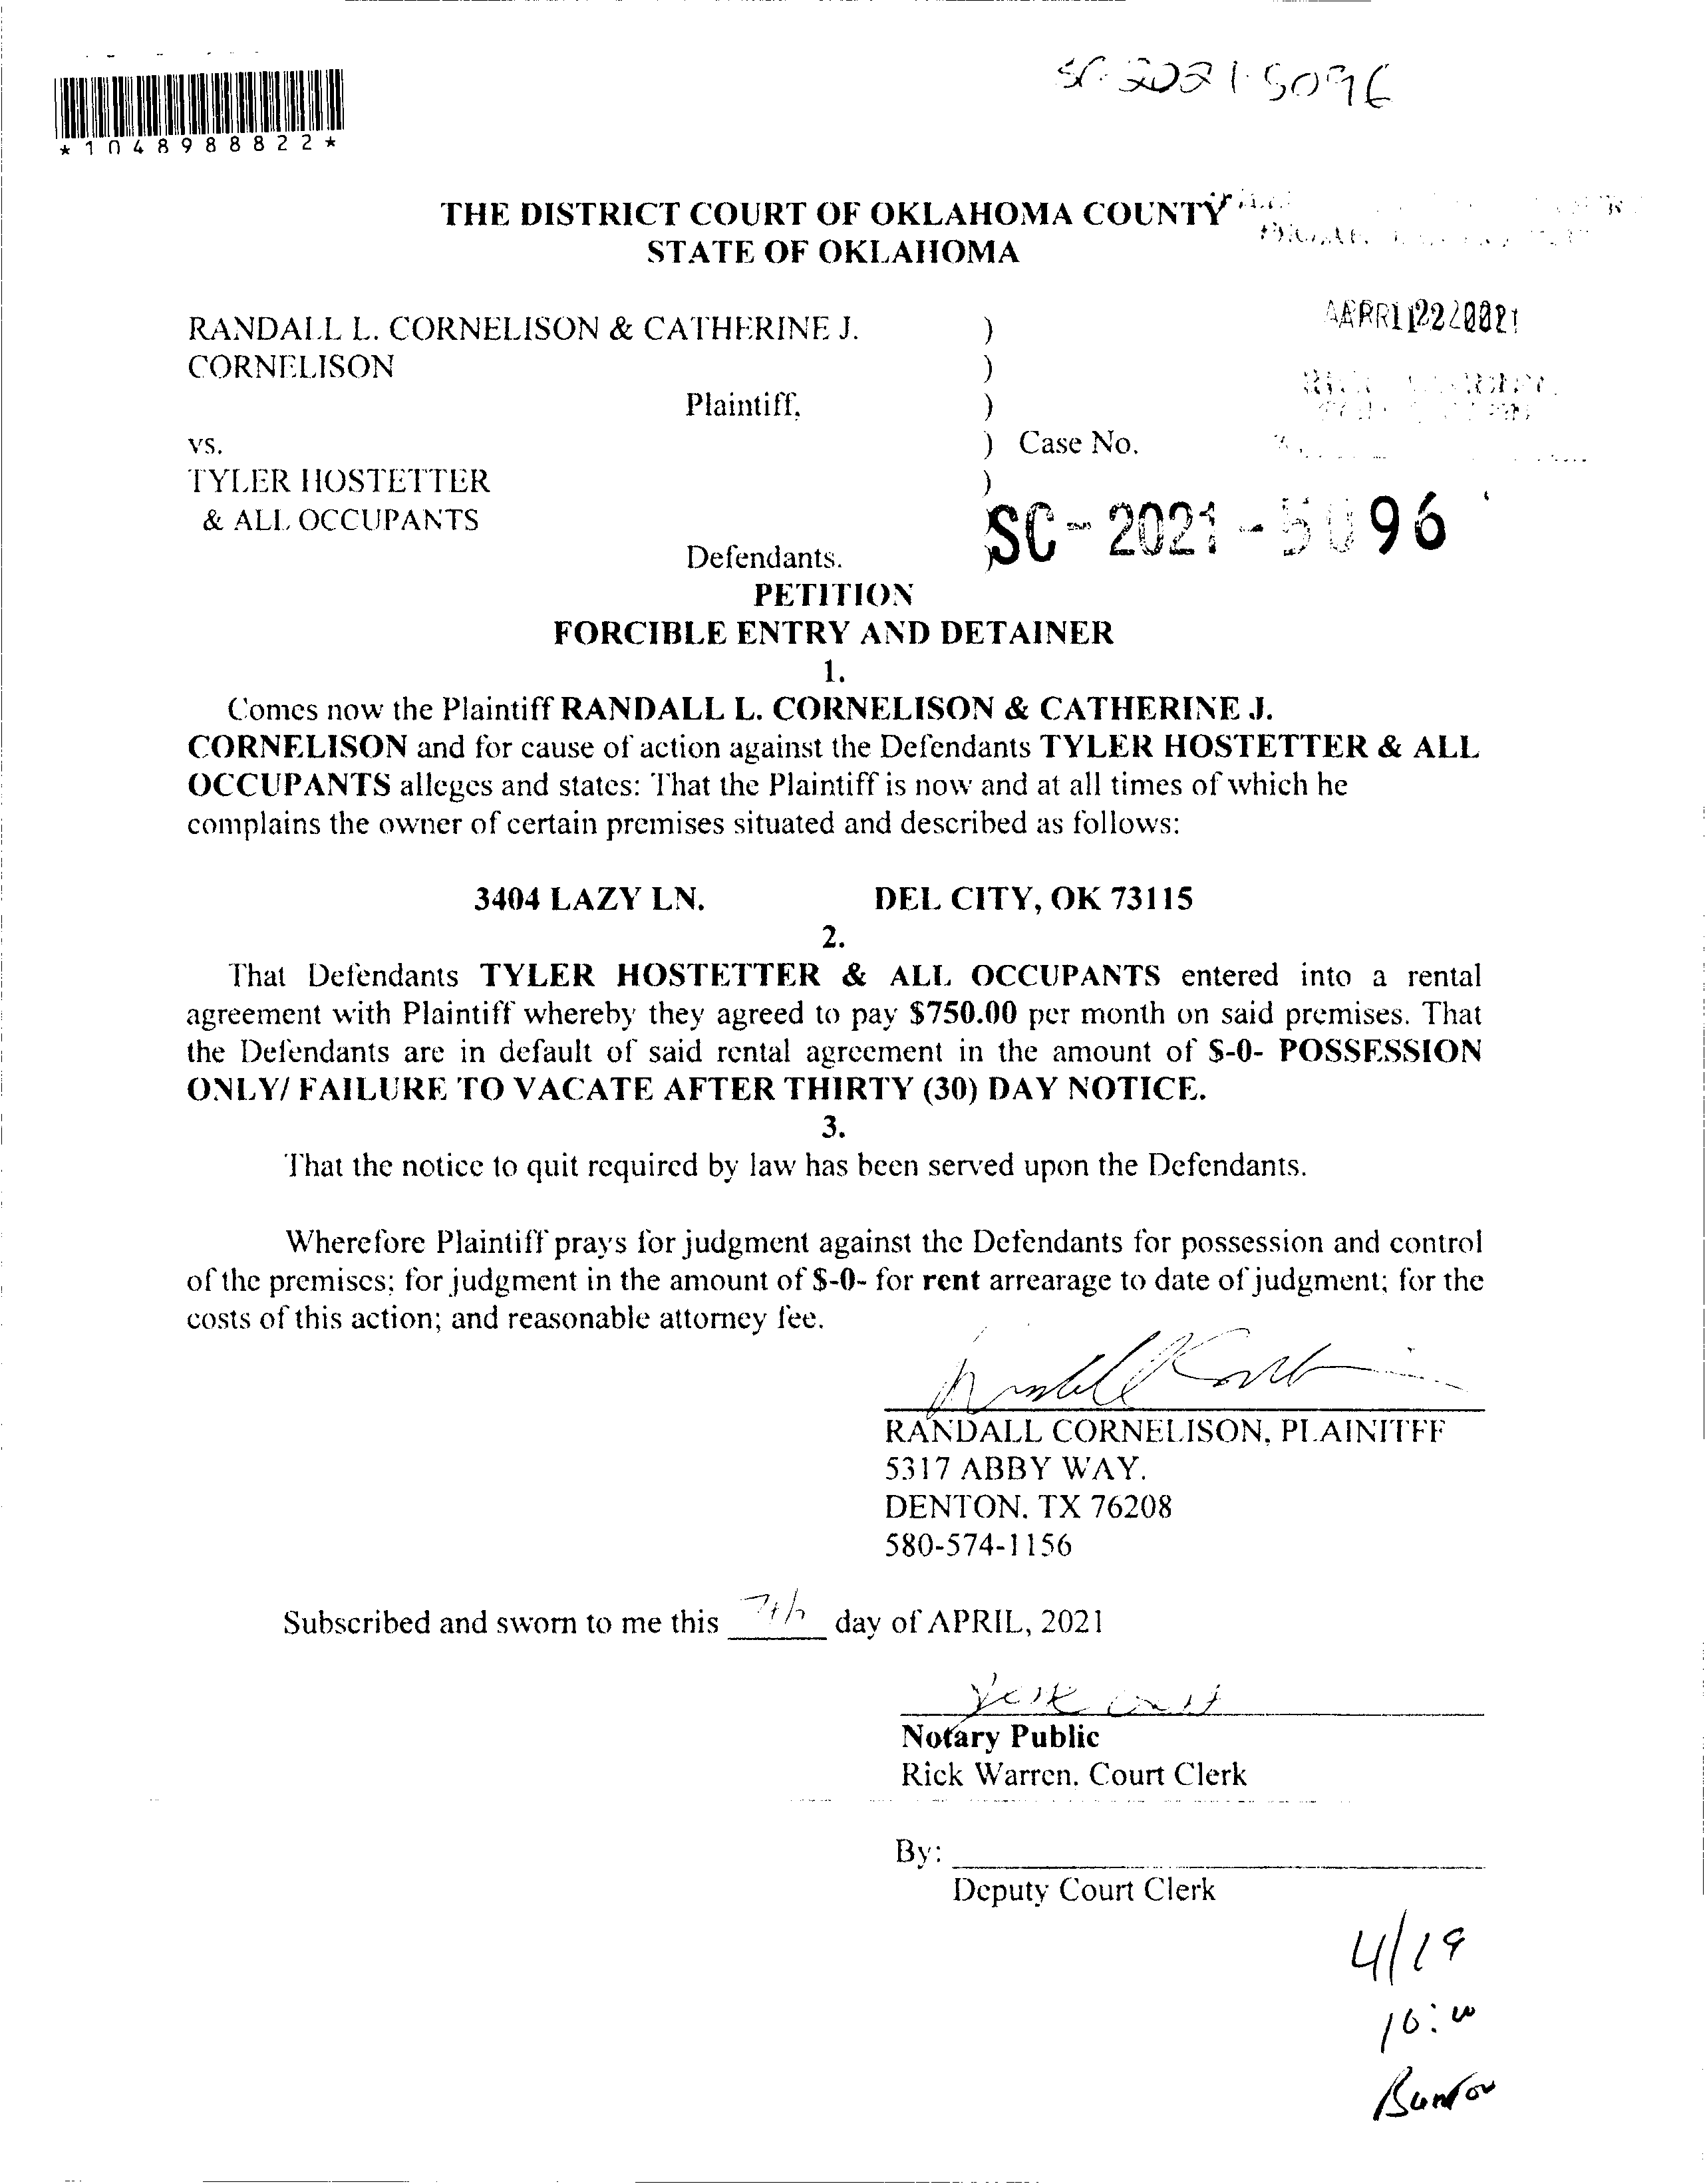 SC-2021-5096
*1048988822*
THE DISTRICT COURT OF OKLAHOMA COUNTY
STATE OF OKLAHOMA
RANDALL L. CORNELISON & CATHERINE J. )
CORNELISON )
Plaintiff, )
vs. ) Case No.
TYLER HOSTETTER )
& ALL OCCUPANTS
SC-2021-5096
Defendants. )
PETITION
FORCIBLE ENTRY AND DETAINER
1.
Comes now the Plaintiff RANDALL L. CORNELISON & CATHERINE J.
CORNELISON and for cause of action against the Defendants TYLER HOSTETTER & ALL
OCCUPANTS alleges and states: That the Plaintiff is now and at all times of which he
complains the owner of certain premises situated and described as follows:
3404 LAZY LN. DEL CITY, OK 73115
2.
That Defendants TYLER HOSTETTER & ALL OCCUPANTS entered into a rental
agreement with Plaintiff whereby they agreed to pay $750.00 per month on said premises. That
the Defendants are in default of said rental agreement in the amount of $-0- POSSESSION
ONLY/ FAILURE TO VACATE AFTER THIRTY (30) DAY NOTICE.
3.
That the notice to quit required by law has been served upon the Defendants.
Wherefore Plaintiff prays for judgment against the Defendants for possession and control
of the premises; for judgment in the amount of $-0- for rent arrearage to date of judgment; for the
costs of this action; and reasonable attorney fee.
RANDALL CORNELISON, PLAINITFF
5317 ABBY WAY.
DENTON, TX 76208
580-574-1156
Subscribed and sworn to me this 7th day of APRIL, 2021
Notary Public
Rick Warren, Court Clerk
By:
Deputy Court Clerk
4/19
10:00